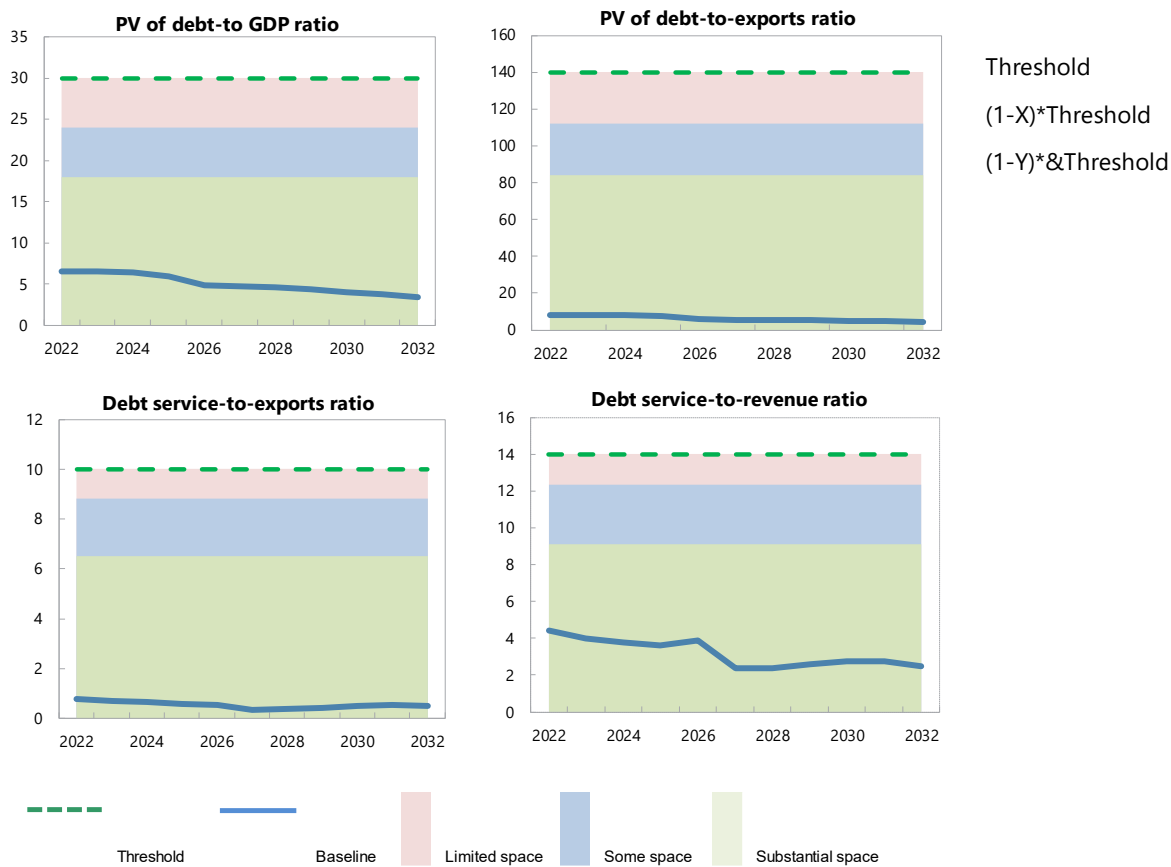 PV of debt-to GDP ratio
35
30
25
20
15
10
5
0
2022 2024 2026 2028 2030 2032
PV of debt-to-exports ratio
160
140
120
100
80
60
40
20
0
2022 2024 2026 2028 2030 2032
Threshold
(1-X)*Threshold
(1-Y)*&Threshold
Debt service-to-exports ratio
12
10
8
6
4
2
0
2022 2024 2026 2028 2030 2032
Debt service-to-revenue ratio
16
14
12
10
8
6
4
2
0
2022 2024 2026 2028 2030 2032
Threshold Baseline Limited space Some space Substantial space